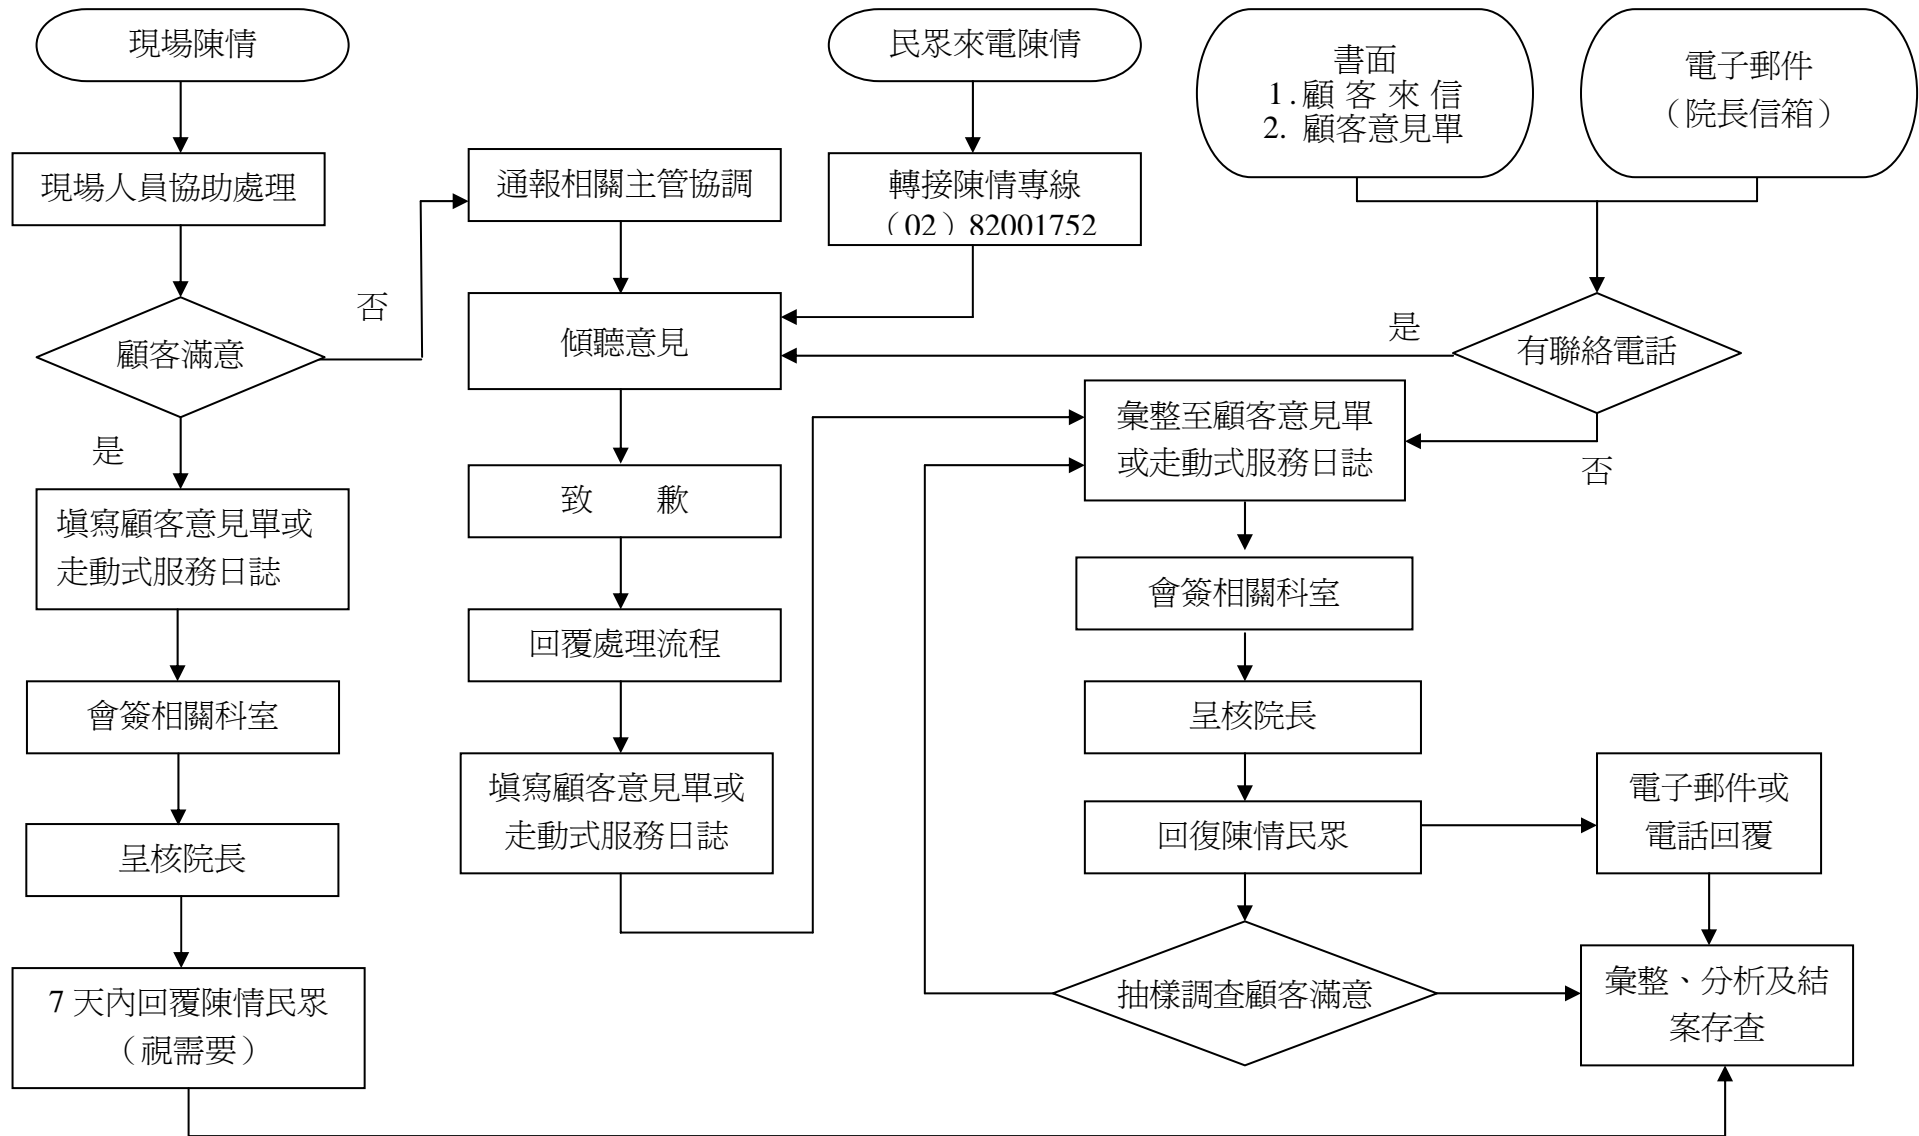 現場陳情
民眾來電陳情
書面
1.顧客來信
2. 顧客意見單
電子郵件
（院長信箱）
現場人員協助處理
通報相關主管協調
轉接陳情專線
（02）82001752
否
顧客滿意
傾聽意見
是
有聯絡電話
彙整至顧客意見單
或走動式服務日誌
否
是
填寫顧客意見單或
走動式服務日誌
致　　歉
會簽相關科室
回覆處理流程
會簽相關科室
呈核院長
填寫顧客意見單或
走動式服務日誌
電子郵件或
電話回覆
回復陳情民眾
呈核院長
抽樣調查顧客滿意
彙整、分析及結
案存查
7 天內回覆陳情民眾
（視需要）